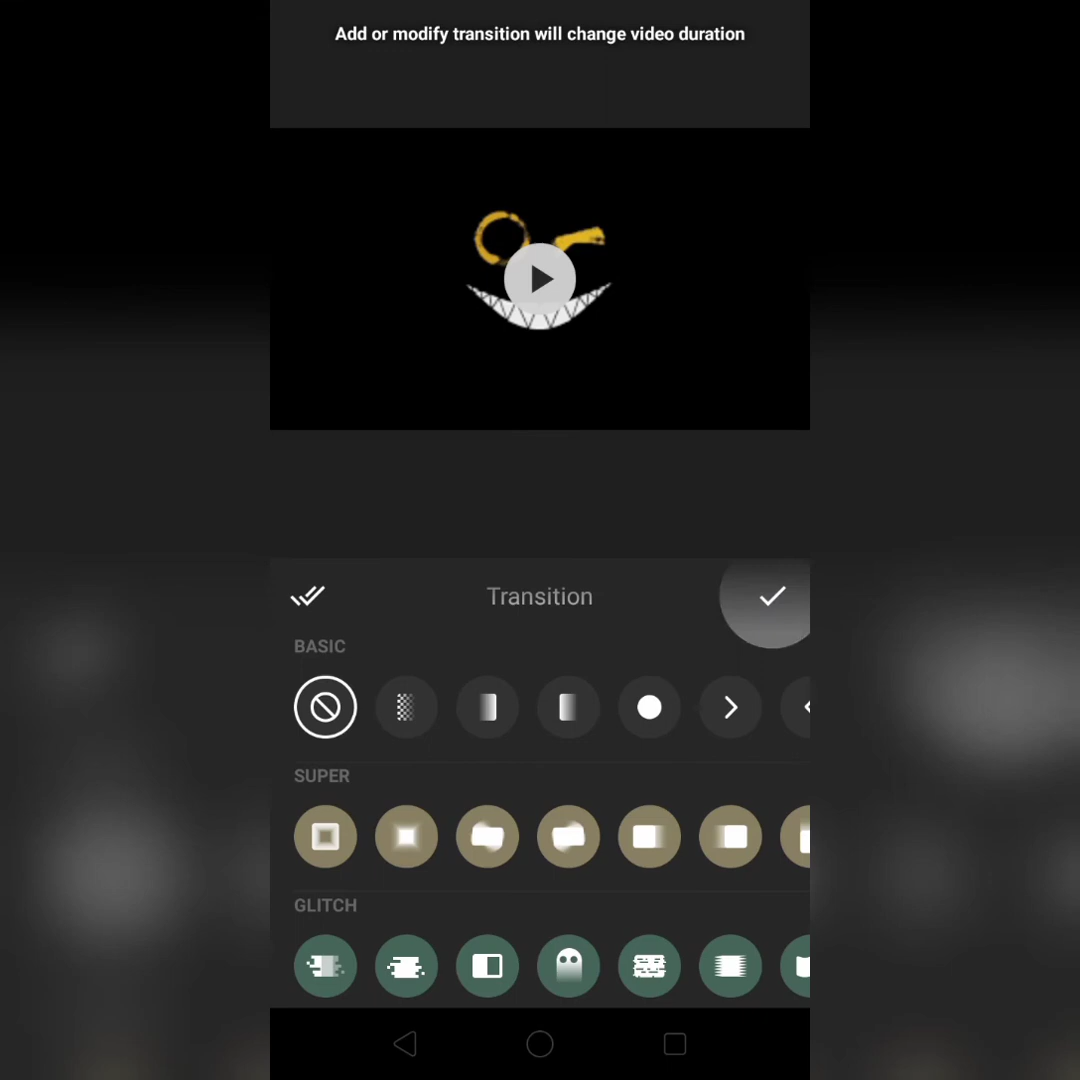 Add or modify transition will change video duration
Transition
BASIC
SUPER
GLITCH